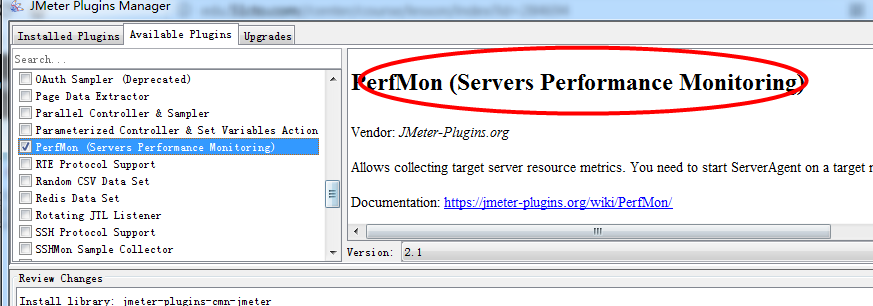 JMeter Plugins Manager
Installed Plugins Available Plugins Upgrades
Search...
OAuth Sampler (Deprecated)
Page Data Extractor
Parallel Controller & Sampler
Parameterized Controller & Set Variables Action
PerfMon (Servers Performance Monitoring)
RTE Protocol Support
Random CSV Data Set
Redis Data Set
Rotating JTL Listener
SSH Protocol Support
SSHMon Sample Collector
PerfMon (Servers Performance Monitoring)
Vendor: JMeter-Plugins.org
Allows collecting target server resource metrics. You need to start ServerAgent on a target
Documentation: https://jmeter-plugins.org/wiki/PerfMon/
Version: 2.1
Review Changes
Install library: jmeter-plugins-cmn-jmeter